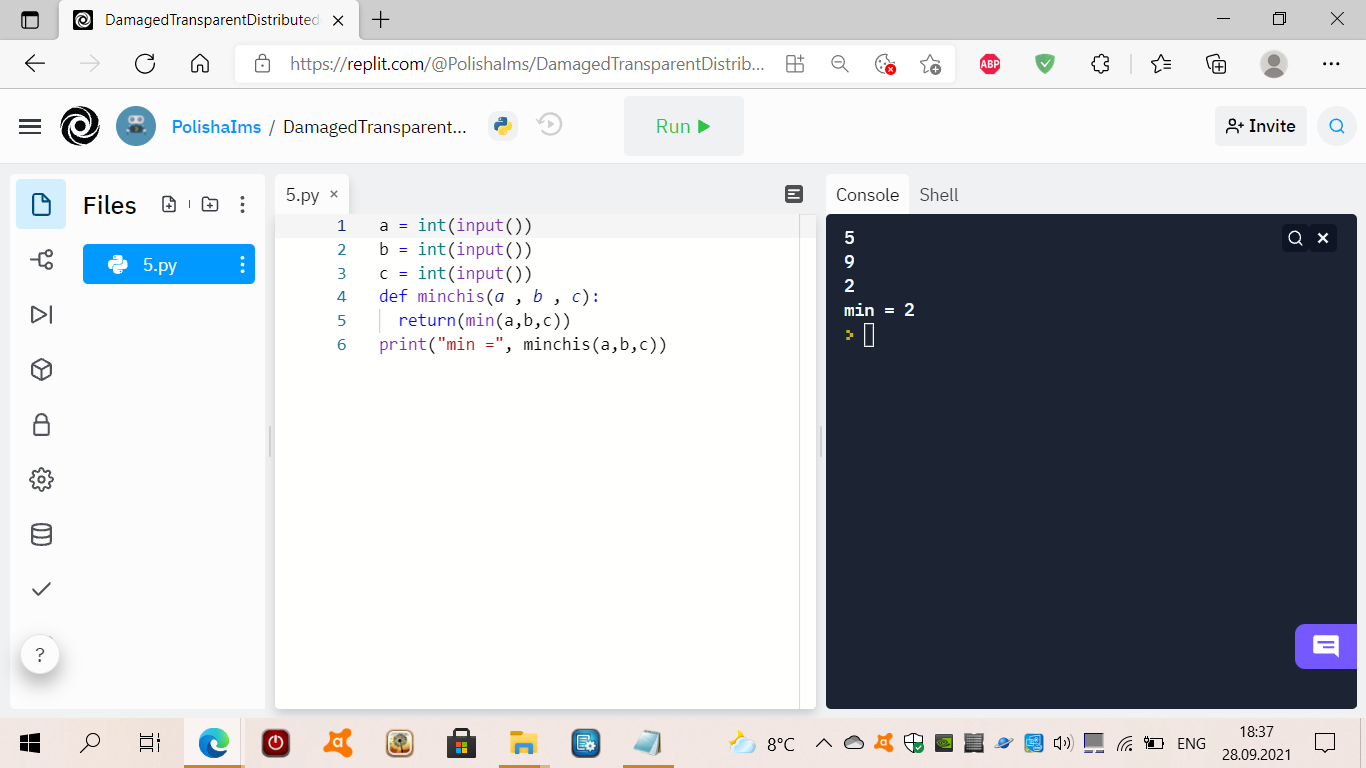 DamagedTransparentDistributed
https://replit.com/@PolishaIms/DamagedTransparentDistrib...
ABP
PolishaIms / DamagedTransparent...
Run
Invite
Files
5.py
5.py
1 a = int(input())
2 b = int(input())
3 c = int(input())
4 def minchis(a , b , c):
5 return(min(a,b,c))
6 print("min =", minchis(a,b,c))
Console Shell
5
9
2
min = 2
>
?
8°C
ENG
18:37
28.09.2021